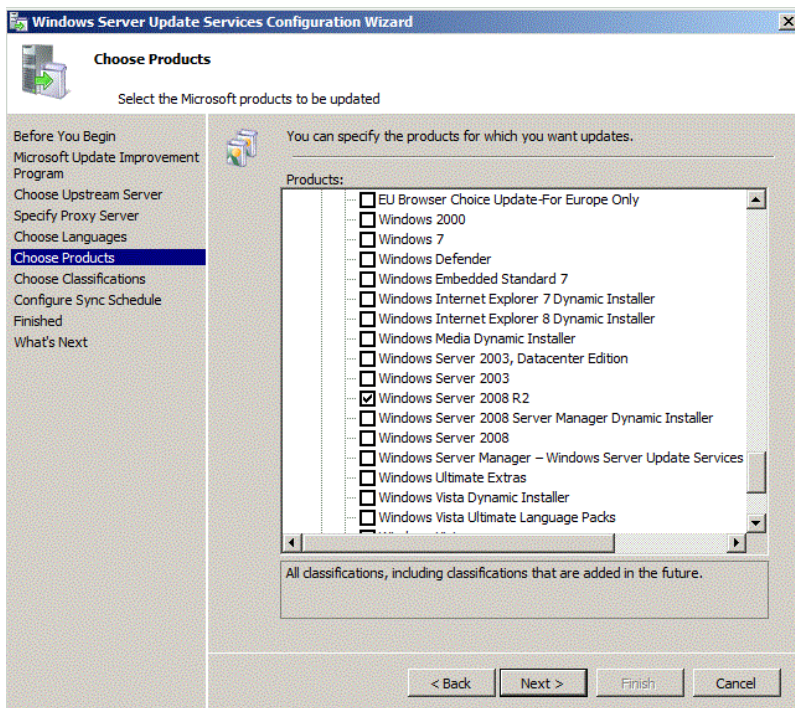 Windows Server Update Services Configuration Wizard
Choose Products
Select the Microsoft products to be updated
Before You Begin
Microsoft Update Improvement
Program
Choose Upstream Server
Specify Proxy Server
Choose Languages
Choose Products
Choose Classifications
Configure Sync Schedule
Finished
What's Next
You can specify the products for which you want updates.
Products:
EU Browser Choice Update-For Europe Only
Windows 2000
Windows 7
Windows Defender
Windows Embedded Standard 7
Windows Internet Explorer 7 Dynamic Installer
Windows Internet Explorer 8 Dynamic Installer
Windows Media Dynamic Installer
Windows Server 2003, Datacenter Edition
Windows Server 2003
Windows Server 2008 R2
Windows Server 2008 Server Manager Dynamic Installer
Windows Server 2008
Windows Server Manager – Windows Server Update Services
Windows Ultimate Extras
Windows Vista Dynamic Installer
Windows Vista Ultimate Language Packs
All classifications, including classifications that are added in the future.
< Back
Next >
Finish
Cancel